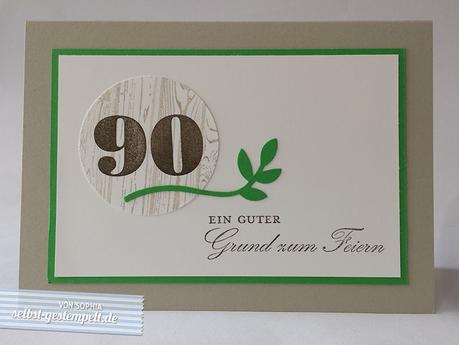 90
EIN GUTER
Grund zum Feiern
VON SOPHIA
selbst-gestempelt.de